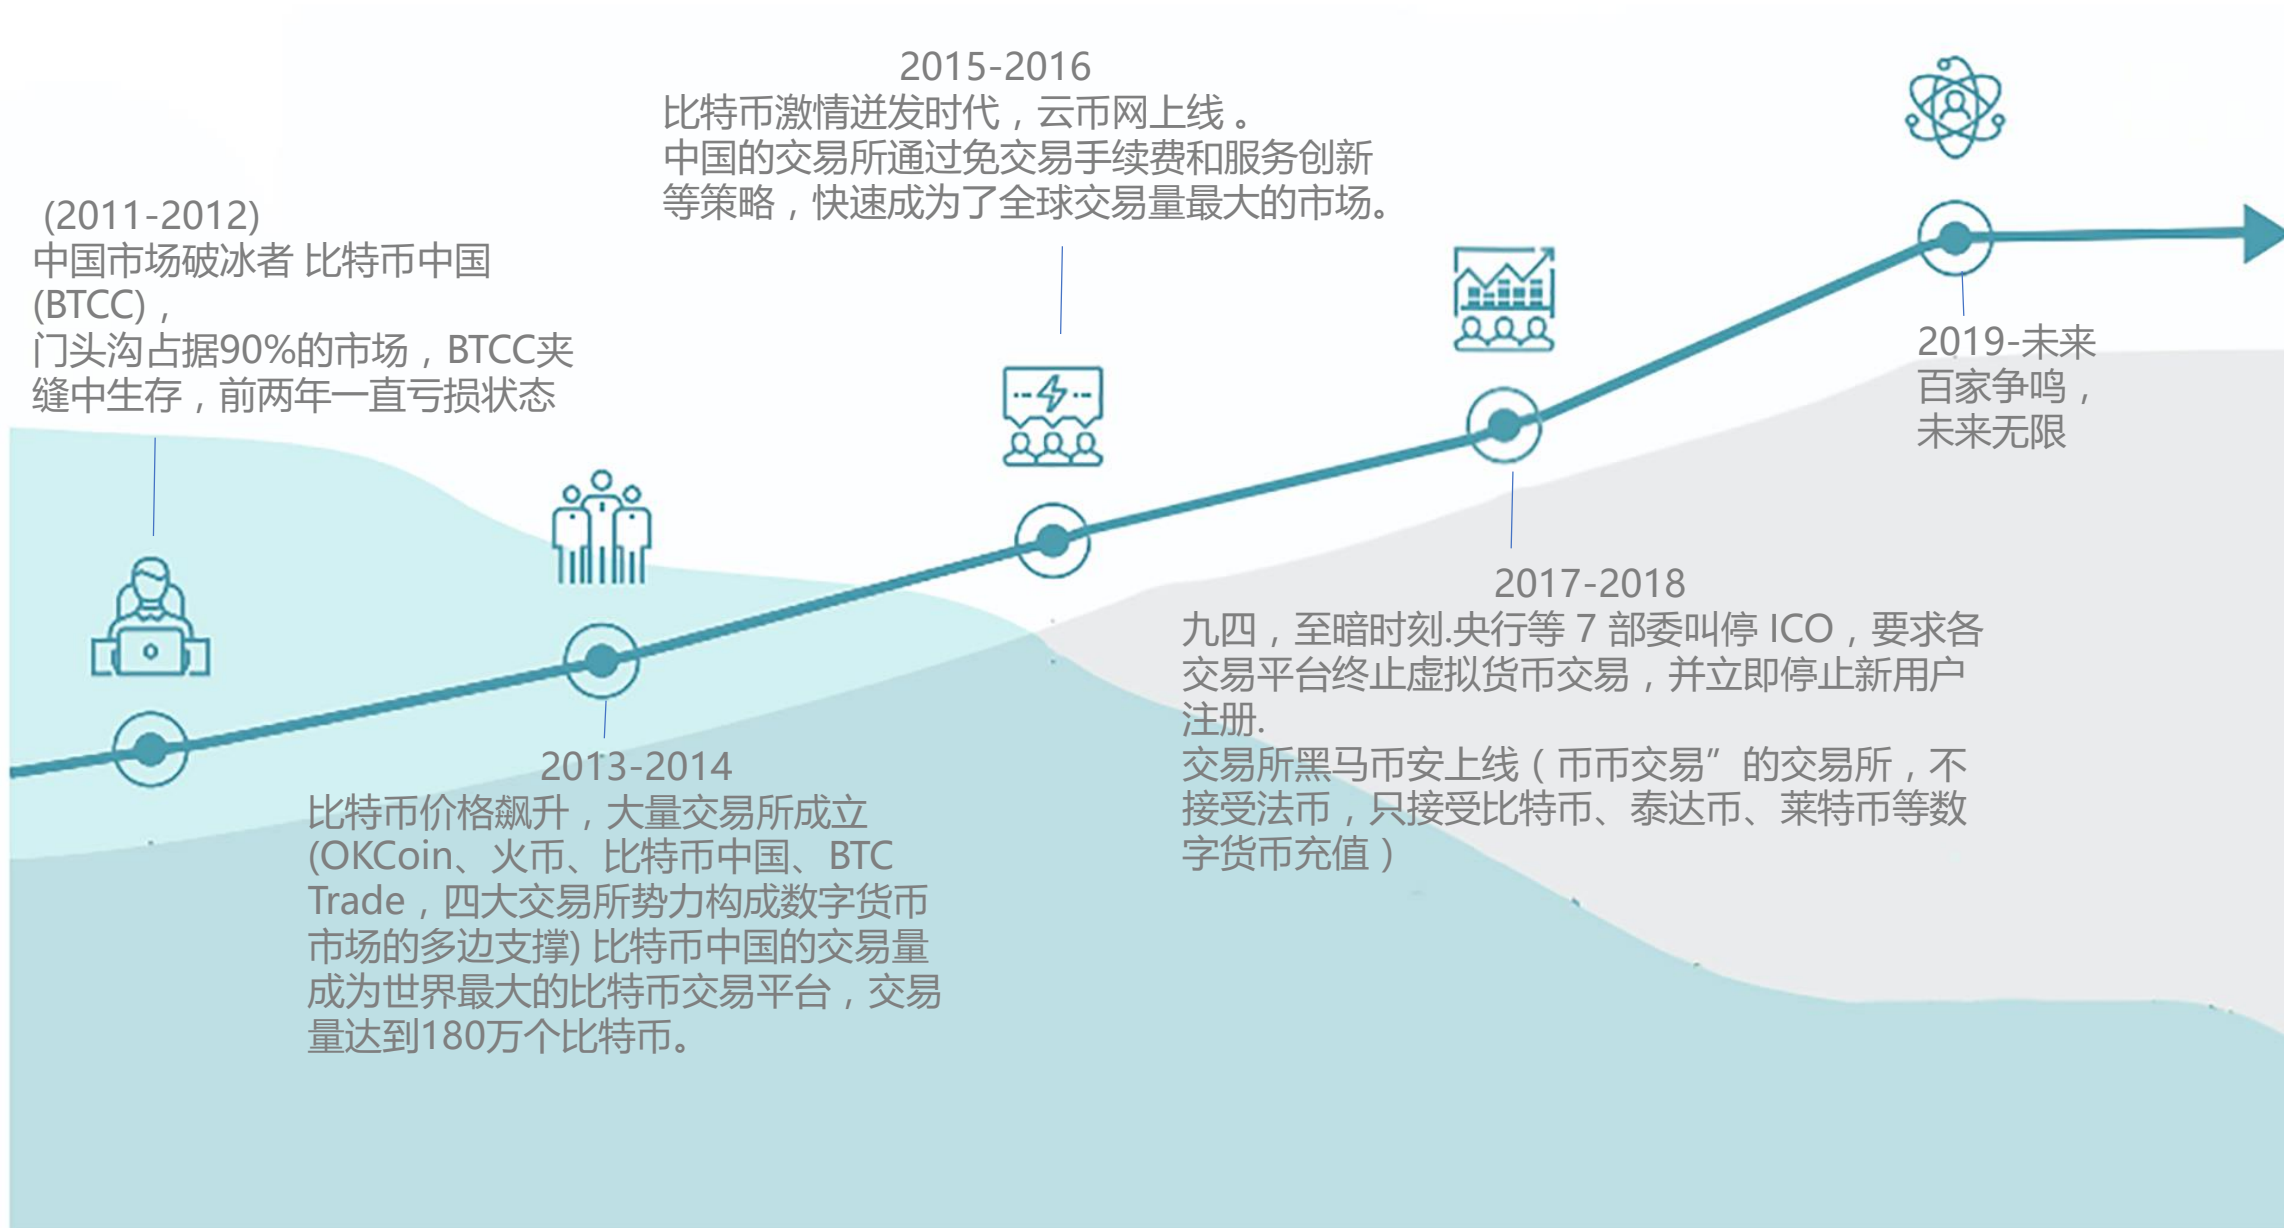 (2011-2012)
中国市场破冰者 比特币中国
(BTCC)，
门头沟占据90%的市场，BTCC夹
缝中生存，前两年一直亏损状态
2013-2014
比特币价格飙升，大量交易所成立
(OKCoin、火币、比特币中国、BTC
Trade，四大交易所势力构成数字货币
市场的多边支撑) 比特币中国的交易量
成为世界最大的比特币交易平台，交易
量达到180万个比特币。
2015-2016
比特币激情迸发时代，云币网上线 。
中国的交易所通过免交易手续费和服务创新
等策略，快速成为了全球交易量最大的市场。
2017-2018
九四，至暗时刻.央行等 7 部委叫停 ICO，要求各
交易平台终止虚拟货币交易，并立即停止新用户
注册.
交易所黑马币安上线（币币交易”的交易所，不
接受法币，只接受比特币、泰达币、莱特币等数
字货币充值）
2019-未来
百家争鸣，
未来无限